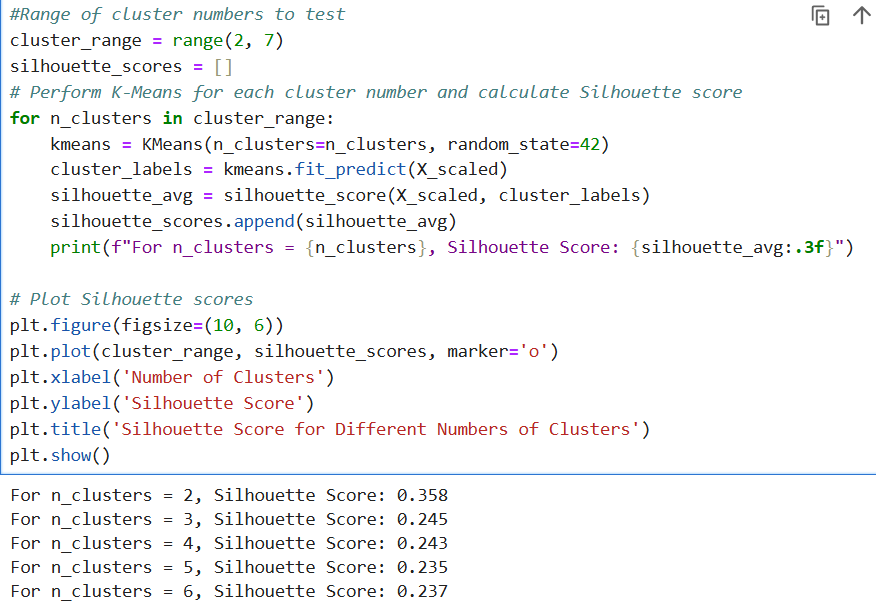 #Range of cluster numbers to test
cluster_range = range(2, 7)
silhouette_scores = []
# Perform K-Means for each cluster number and calculate Silhouette score
for n_clusters in cluster_range:
    kmeans = KMeans(n_clusters=n_clusters, random_state=42)
    cluster_labels = kmeans.fit_predict(X_scaled)
    silhouette_avg = silhouette_score(X_scaled, cluster_labels)
    silhouette_scores.append(silhouette_avg)
    print(f"For n_clusters = {n_clusters}, Silhouette Score: {silhouette_avg:.3f}")

# Plot Silhouette scores
plt.figure(figsize=(10, 6))
plt.plot(cluster_range, silhouette_scores, marker='o')
plt.xlabel('Number of Clusters')
plt.ylabel('Silhouette Score')
plt.title('Silhouette Score for Different Numbers of Clusters')
plt.show()
For n_clusters = 2, Silhouette Score: 0.358
For n_clusters = 3, Silhouette Score: 0.245
For n_clusters = 4, Silhouette Score: 0.243
For n_clusters = 5, Silhouette Score: 0.235
For n_clusters = 6, Silhouette Score: 0.237